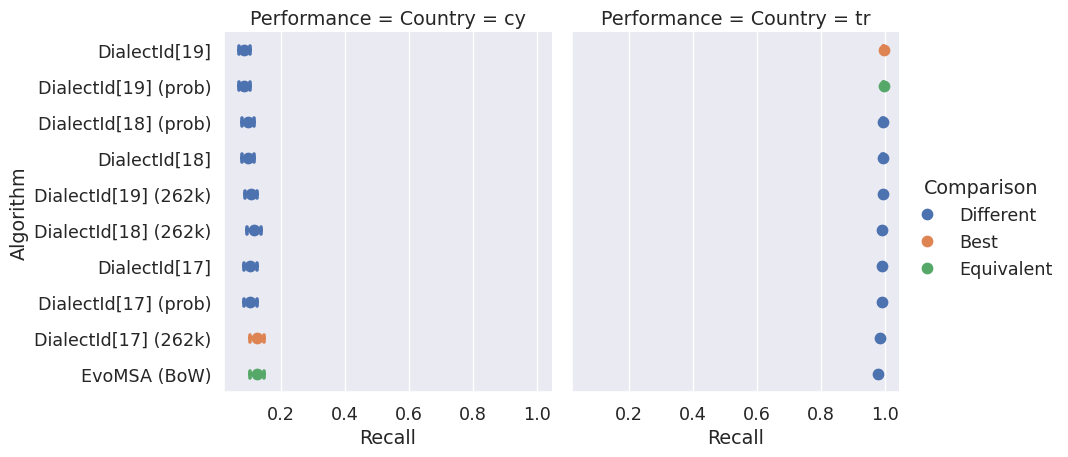 Performance = Country = cy
Performance = Country = tr
Algorithm
DialectId[19]
DialectId[19] (prob)
DialectId[18] (prob)
DialectId[18]
DialectId[19] (262k)
DialectId[18] (262k)
DialectId[17]
DialectId[17] (prob)
DialectId[17] (262k)
EvoMSA (BoW)
0.2 0.4 0.6 0.8 1.0
Recall
0.2 0.4 0.6 0.8 1.0
Recall
Comparison
Different
Best
Equivalent